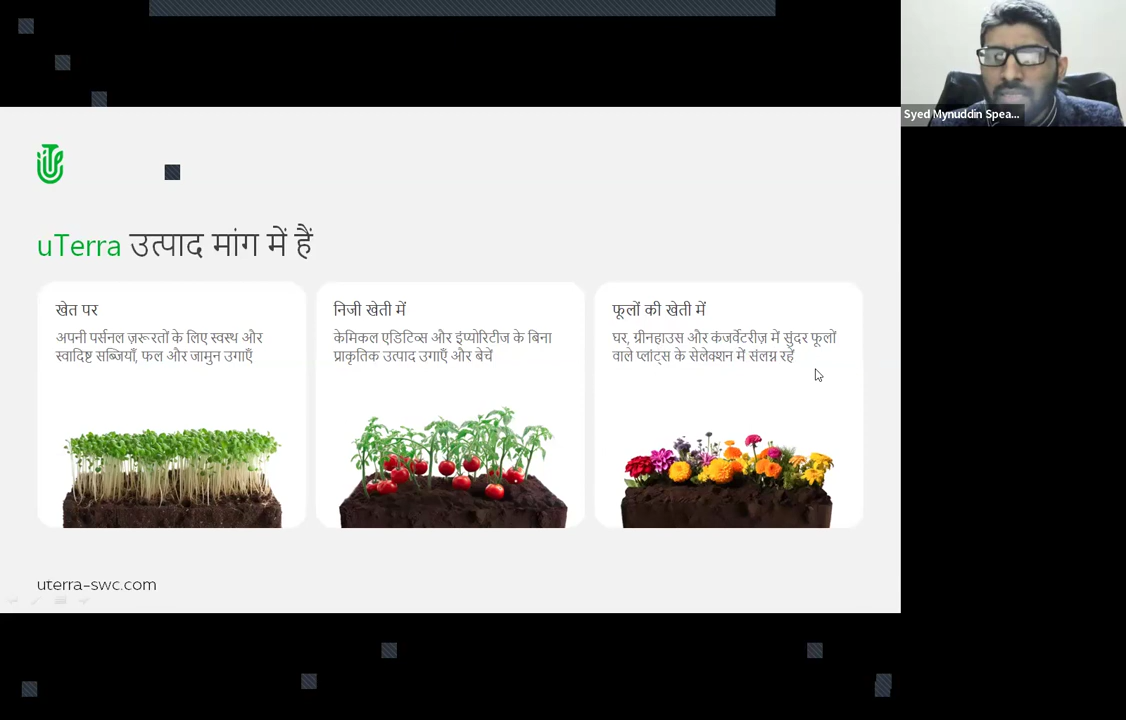 Syed Mynuddin Spea...
uTerra उत्पाद मांग में हैं
खेत पर
अपनी पर्सनल ज़रूरतों के लिए स्वस्थ और
स्वादिष्ट सब्जियाँ, फल और जामुन उगाएँ
निजी खेती में
केमिकल एडिटिव्स और इंप्योरिटीज के बिना
प्राकृतिक उत्पाद उगाएँ और बेचें
फूलों की खेती में
घर, ग्रीनहाउस और कंजर्वेटरीज़ में सुंदर फूलों
वाले प्लांट्स के सेलेक्शन में संलग्न रहें
uterra-swc.com